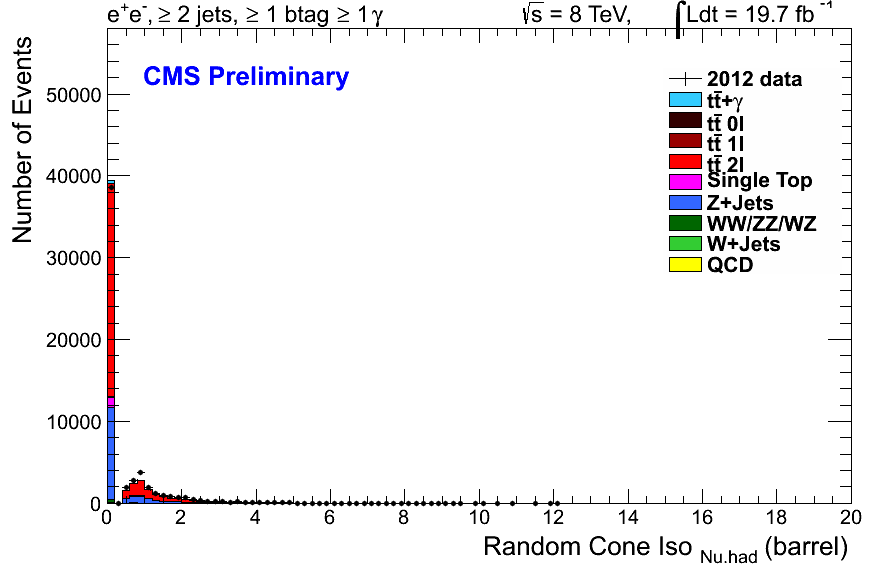 e⁺e⁻, ≥ 2 jets, ≥ 1 btag ≥ 1 γ √s = 8 TeV, ∫Ldt = 19.7 fb⁻¹
CMS Preliminary
Number of Events
50000
40000
30000
20000
10000
0
2012 data
tt̄+γ
tt̄ 0l
tt̄ 1l
tt̄ 2l
Single Top
Z+Jets
WW/ZZ/WZ
W+Jets
QCD
0 2 4 6 8 10 12 14 16 18 20
Random Cone Iso Nu.had (barrel)